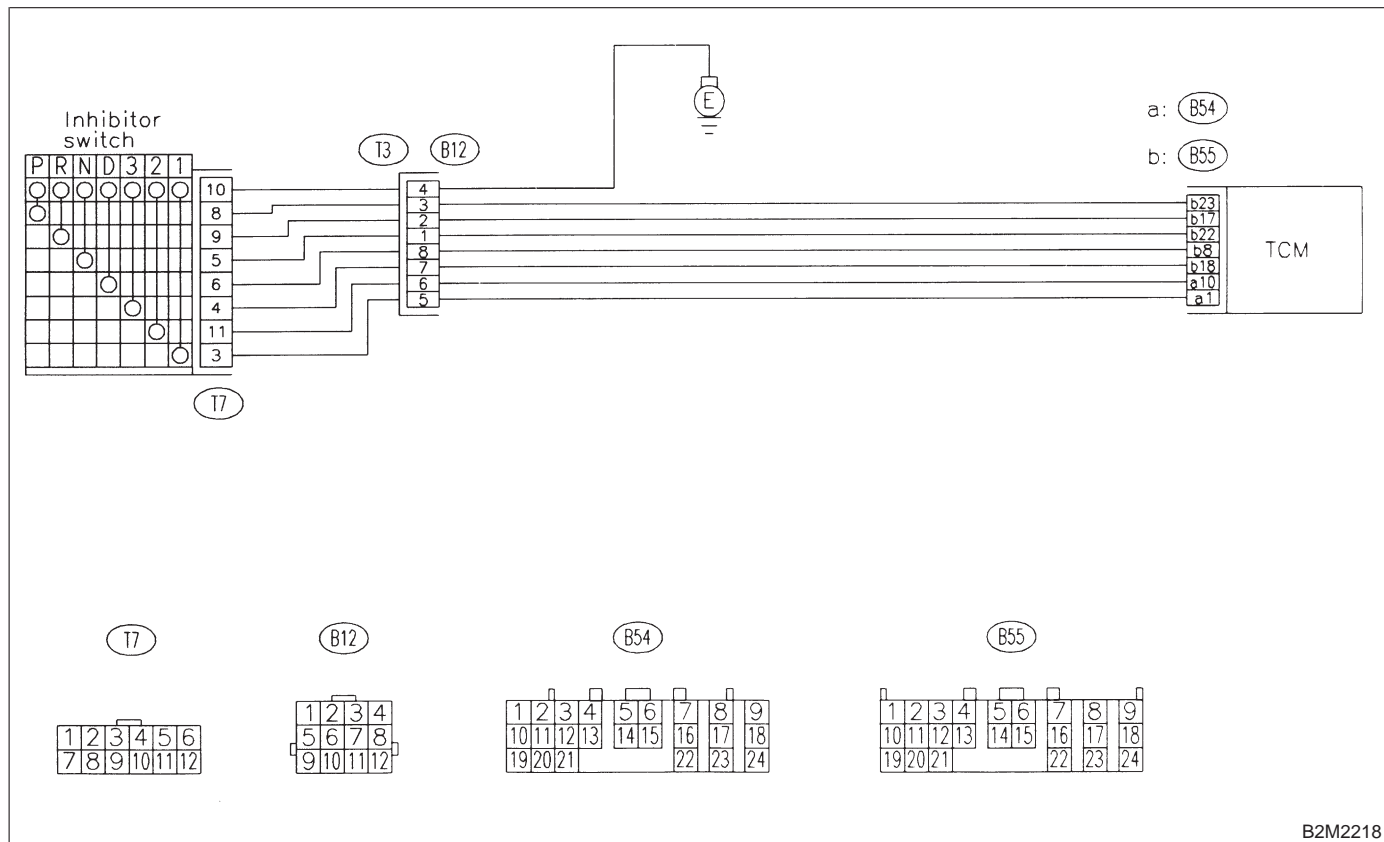 E
a: B54
b: B55
Inhibitor
switch
T3 B12
P R N D 3 2 1
10
8
9
5
6
4
11
3
T7
4
3
2
1
8
7
6
5
b23
b17
b22
b8
b18
a10
a1
TCM
T7
1 2 3 4 5 6
7 8 9 10 11 12
B12
1 2 3 4
5 6 7 8
9 10 11 12
B54
1 2 3 4 5 6 7 8 9
10 11 12 13 14 15 16 17 18
19 20 21 22 23 24
B55
1 2 3 4 5 6 7 8 9
10 11 12 13 14 15 16 17 18
19 20 21 22 23 24
B2M2218